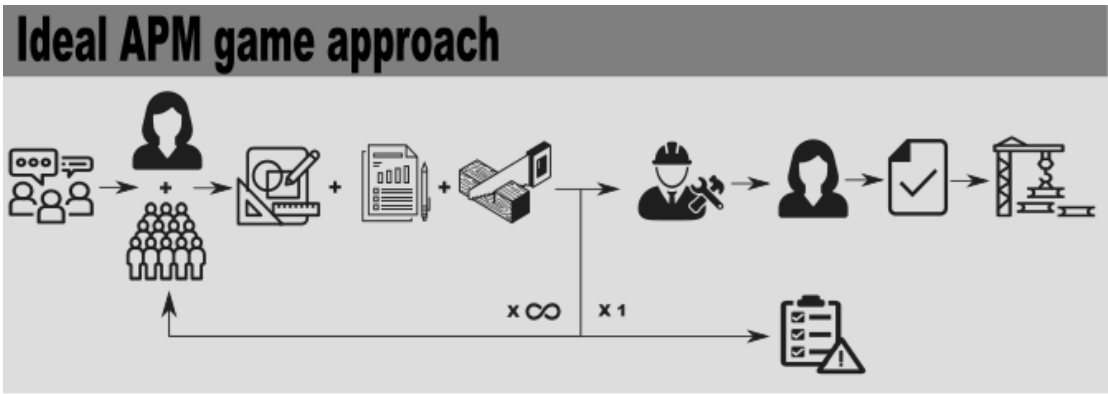 Ideal APM game approach
+
+
+
x ∞
x 1